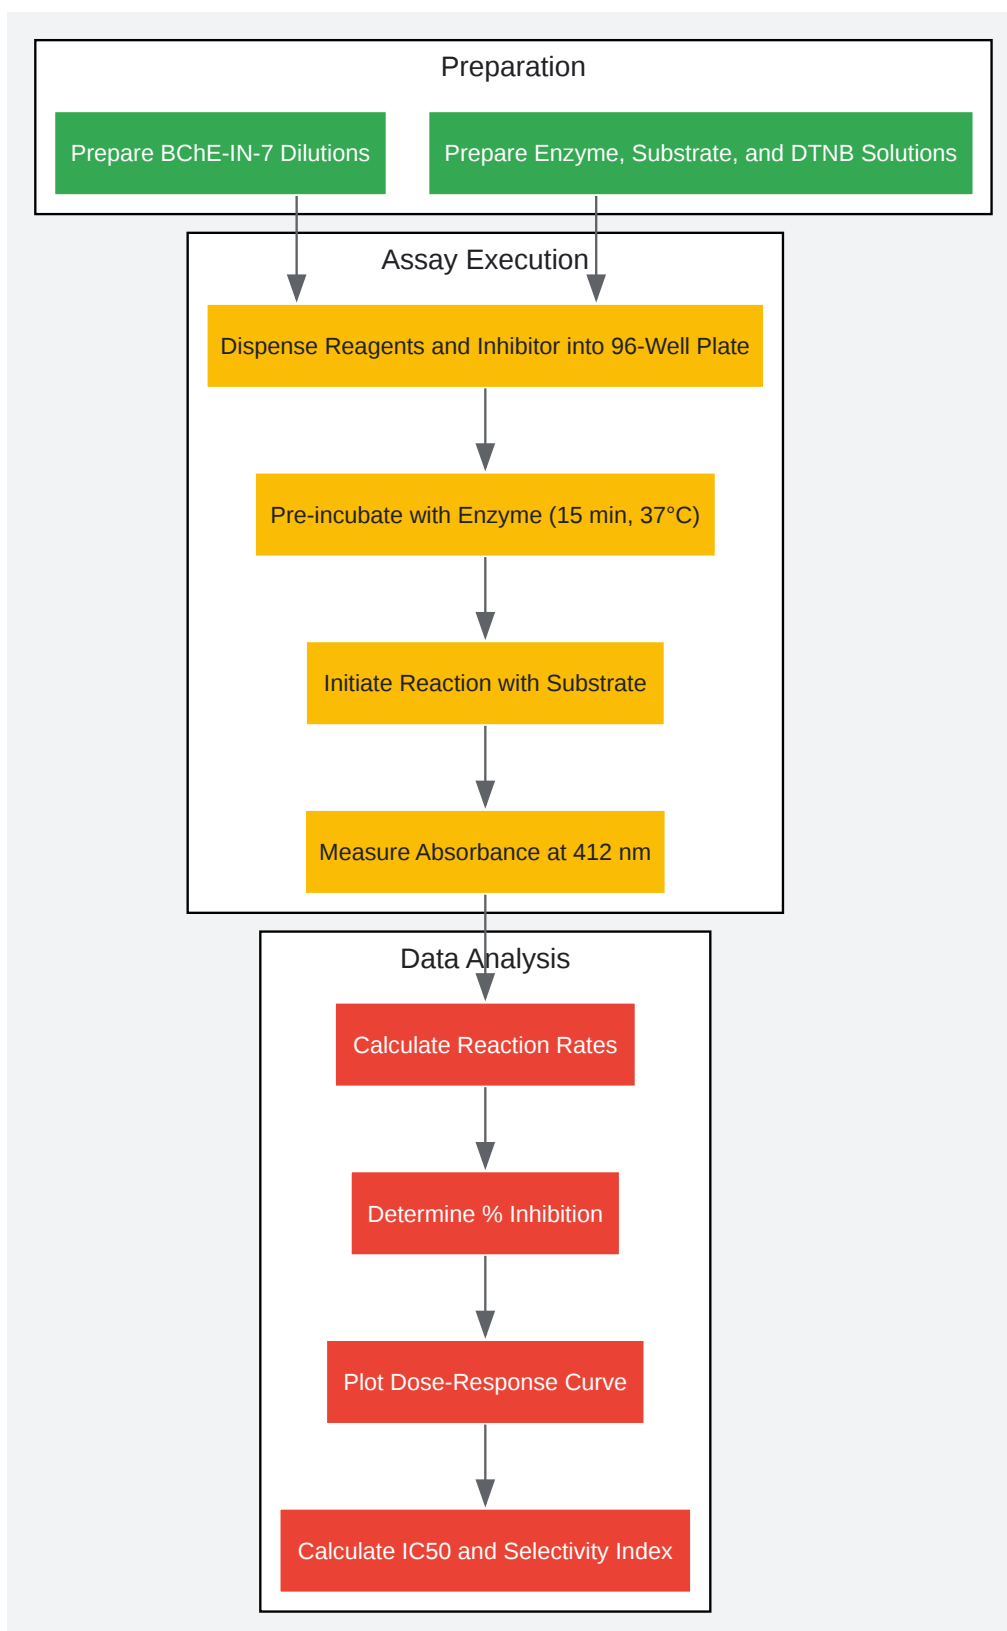 Preparation
Prepare BChE-IN-7 Dilutions
Prepare Enzyme, Substrate, and DTNB Solutions
Assay Execution
Dispense Reagents and Inhibitor into 96-Well Plate
Pre-incubate with Enzyme (15 min, 37°C)
Initiate Reaction with Substrate
Measure Absorbance at 412 nm
Data Analysis
Calculate Reaction Rates
Determine % Inhibition
Plot Dose-Response Curve
Calculate IC50 and Selectivity Index